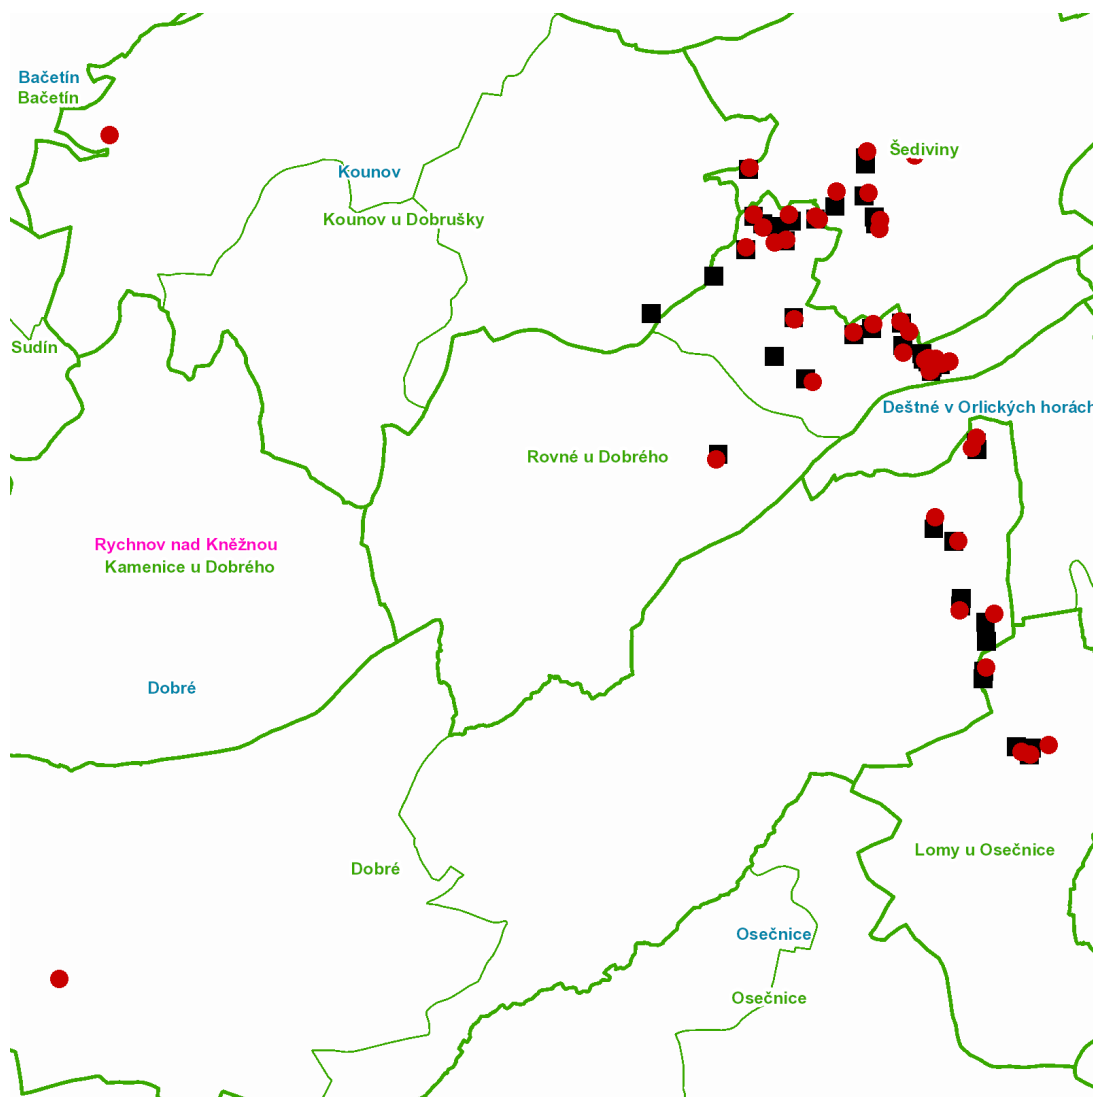 Bačetín
Bačetín
Šediviny
Kounov
Kounov u Dobrušky
Sudín
Deštné v Orlických horách
Rovné u Dobrého
Rychnov nad Kněžnou
Kamenice u Dobrého
Dobré
Lomy u Osečnice
Dobré
Osečnice
Osečnice